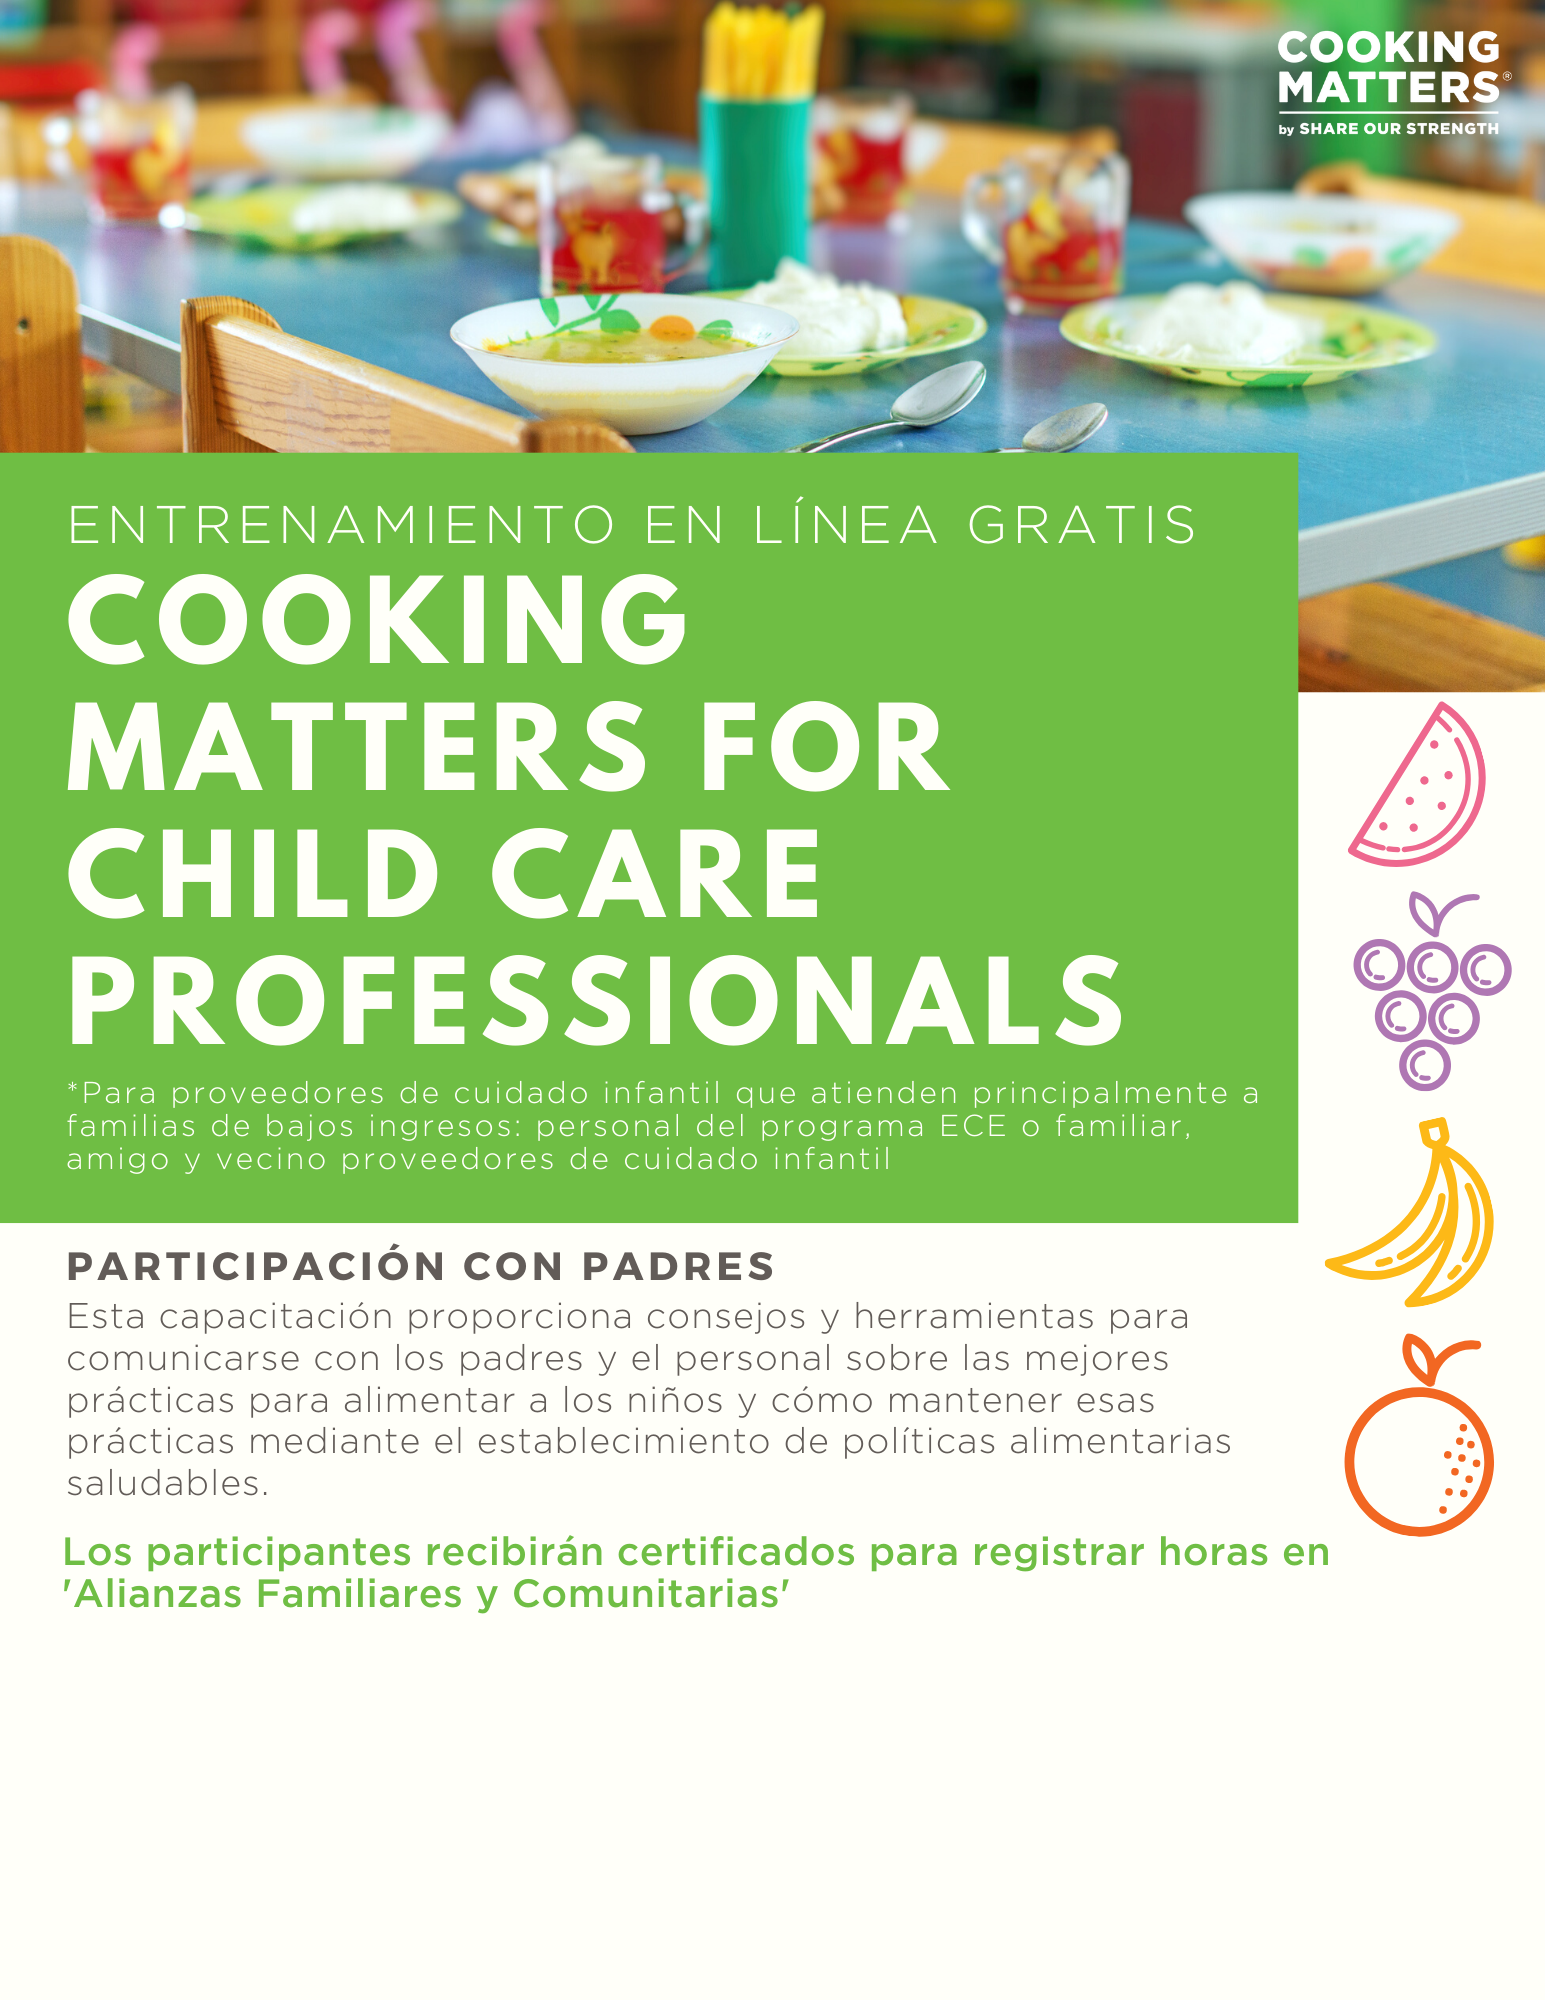 COOKING
MATTERS®
by SHARE OUR STRENGTH
ENTRENAMIENTO EN LÍNEA GRATIS
COOKING
MATTERS FOR
CHILD CARE
PROFESSIONALS
*Para proveedores de cuidado infantil que atienden principalmente a
familias de bajos ingresos: personal del programa ECE o familiar,
amigo y vecino proveedores de cuidado infantil
PARTICIPACIÓN CON PADRES
Esta capacitación proporciona consejos y herramientas para
comunicarse con los padres y el personal sobre las mejores
prácticas para alimentar a los niños y cómo mantener esas
prácticas mediante el establecimiento de políticas alimentarias
saludables.
Los participantes recibirán certificados para registrar horas en
'Alianzas Familiares y Comunitarias'